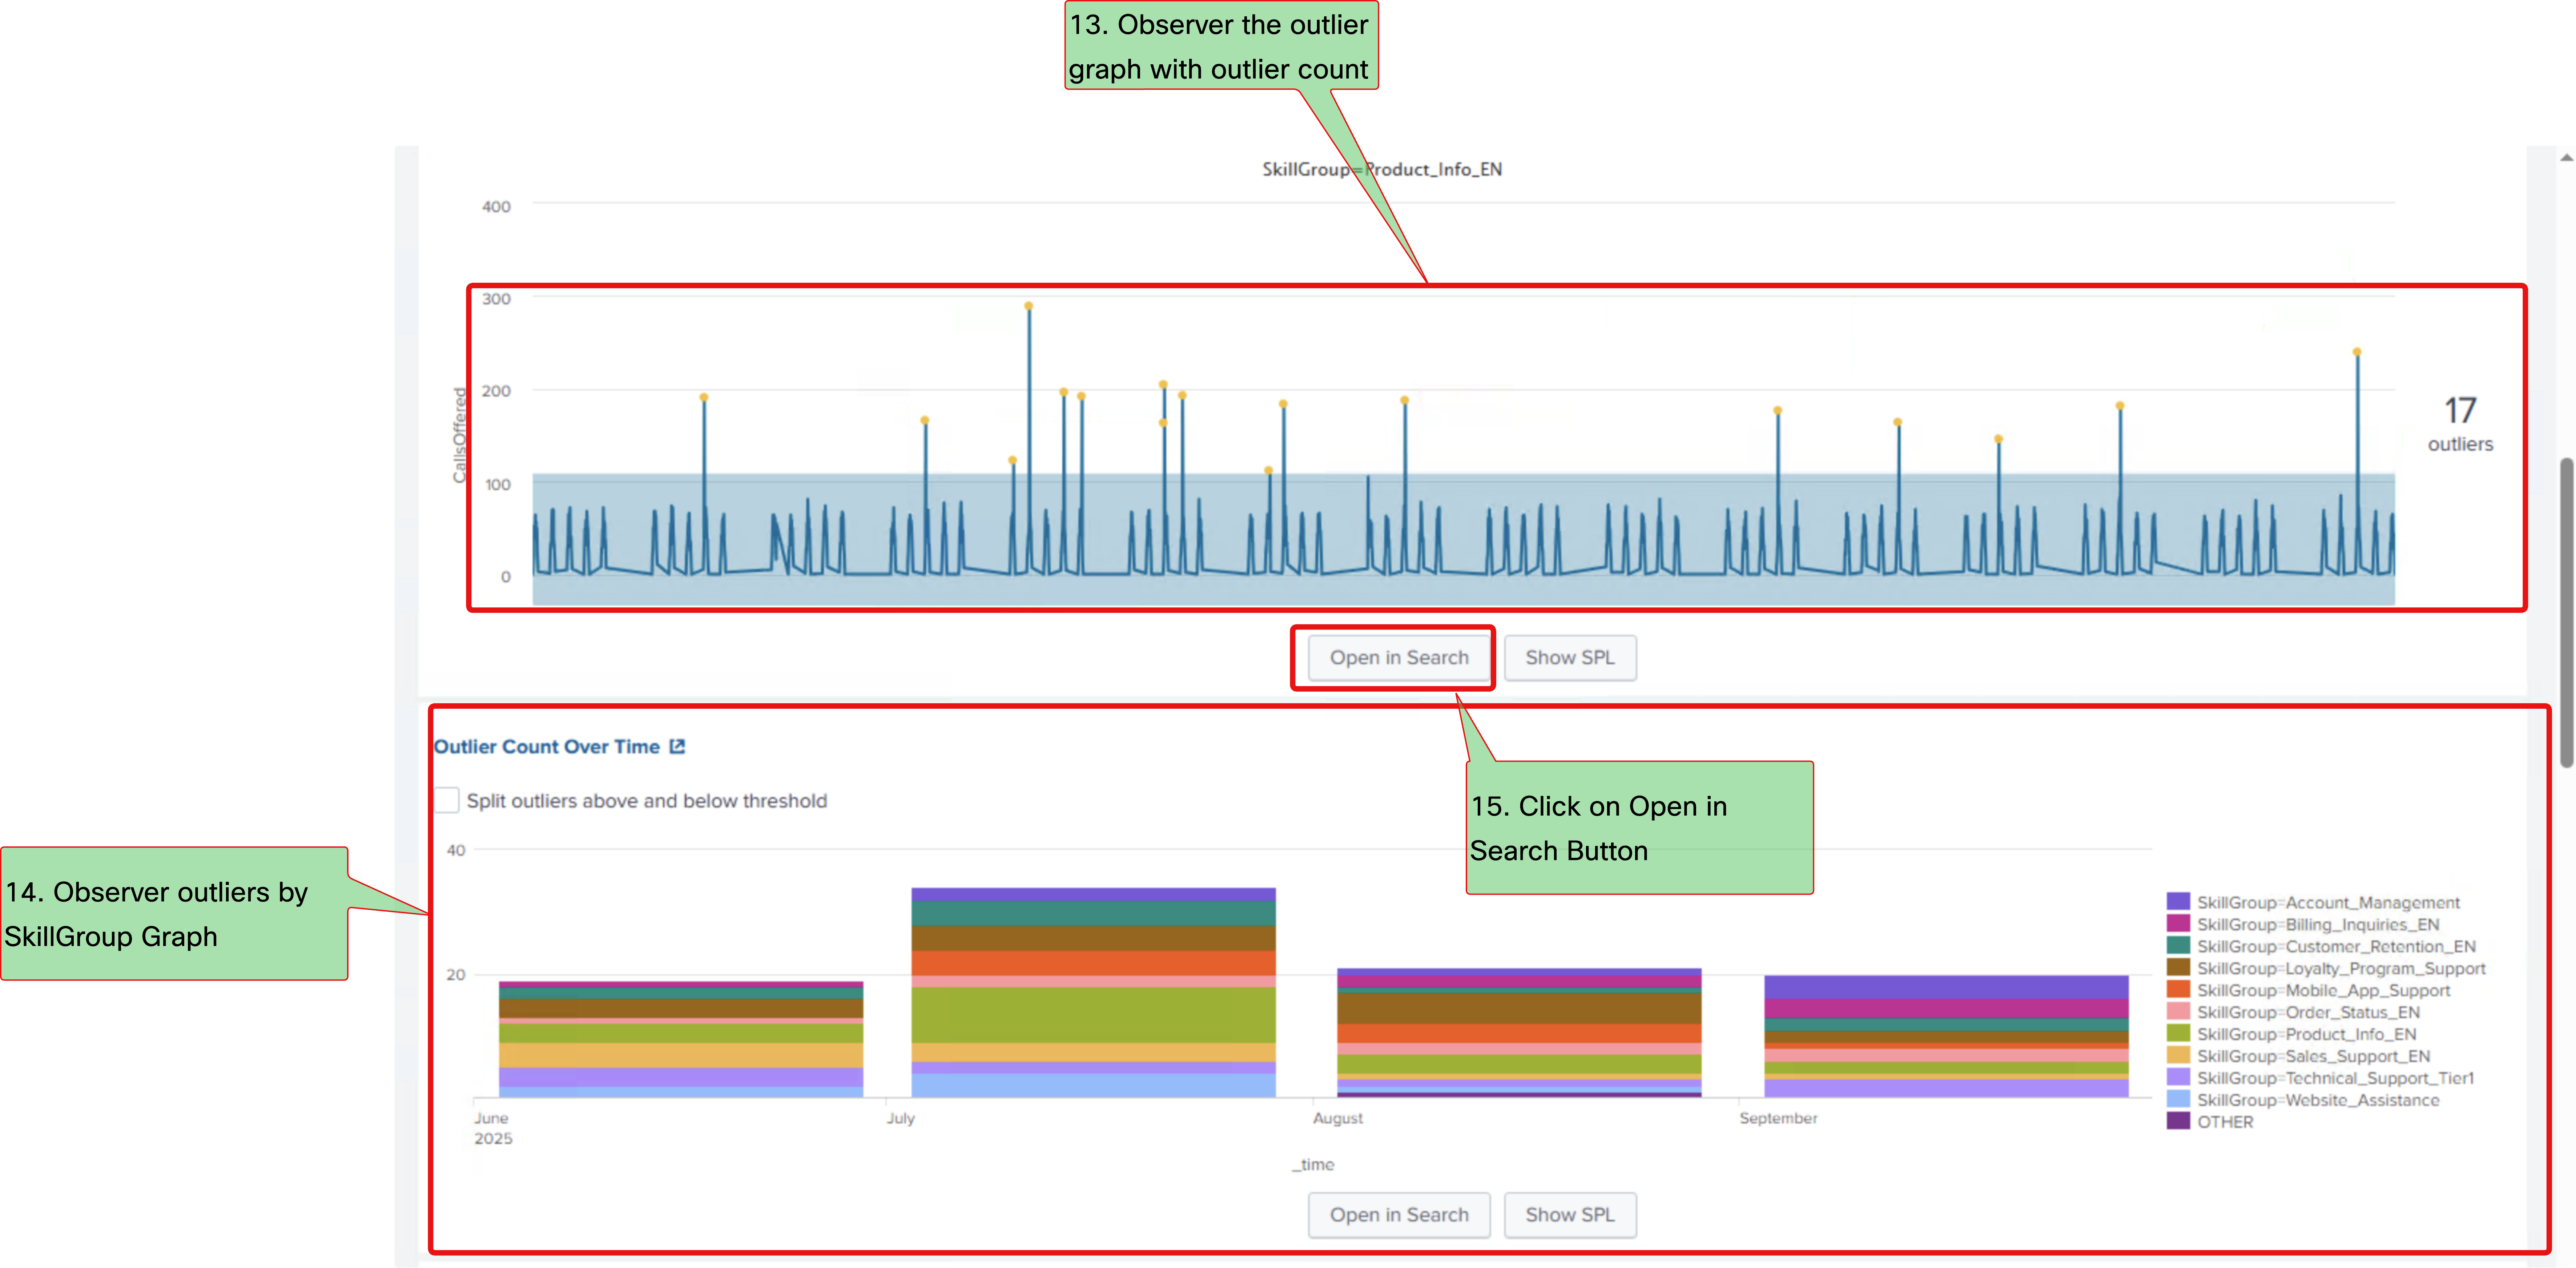 13. Observer the outlier
graph with outlier count
SkillGroup=Product_Info_EN
400
300
200
100
0
CallsOffered
17
outliers
Open in Search
Show SPL
Outlier Count Over Time
Split outliers above and below threshold
15. Click on Open in
Search Button
14. Observer outliers by
SkillGroup Graph
40
20
June
2025
July
August
September
_time
SkillGroup=Account_Management
SkillGroup=Billing_Inquiries_EN
SkillGroup=Customer_Retention_EN
SkillGroup=Loyalty_Program_Support
SkillGroup=Mobile_App_Support
SkillGroup=Order_Status_EN
SkillGroup=Product_Info_EN
SkillGroup=Sales_Support_EN
SkillGroup=Technical_Support_Tier1
SkillGroup=Website_Assistance
OTHER
Open in Search
Show SPL